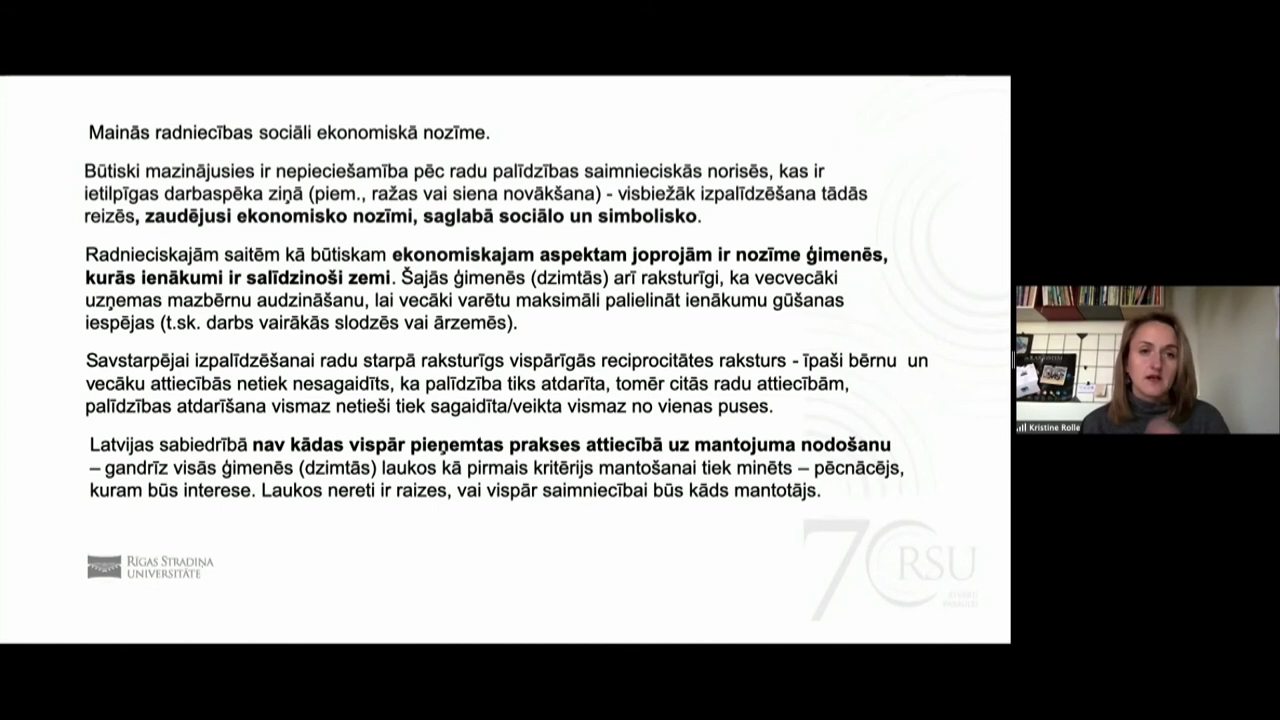 Mainās radniecības sociāli ekonomiskā nozīme.
Būtiski mazinājusies ir nepieciešamība pēc radu palīdzības saimnieciskās norisēs, kas ir
ietilpīgas darbaspēka ziņā (piem., ražas vai siena novākšana) - visbiežāk izpalīdzēšana tādās
reizēs, zaudējusi ekonomisko nozīmi, saglabā sociālo un simbolisko.
Radnieciskajām saitēm kā būtiskam ekonomiskajam aspektam joprojām ir nozīme ģimenēs,
kurās ienākumi ir salīdzinoši zemi. Šajās ģimenēs (dzimtās) arī raksturīgi, ka vecvecāki
uzņemas mazbērnu audzināšanu, lai vecāki varētu maksimāli palielināt ienākumu gūšanas
iespējas (t.sk. darbs vairākās slodzēs vai ārzemēs).
Savstarpējai izpalīdzēšanai radu starpā raksturīgs vispārīgās reciprocitātes raksturs - īpaši bērnu un
vecāku attiecībās netiek nesagaidīts, ka palīdzība tiks atdarīta, tomēr citās radu attiecībām,
palīdzības atdarīšana vismaz netieši tiek sagaidīta/veikta vismaz no vienas puses.
Latvijas sabiedrībā nav kādas vispār pieņemtas prakses attiecībā uz mantojuma nodošanu
– gandrīz visās ģimenēs (dzimtās) laukos kā pirmais kritērijs mantošanai tiek minēts – pēcnācējs,
kuram būs interese. Laukos nereti ir raizes, vai vispār saimniecībai būs kāds mantotājs.
RĪGAS STRADIŅA
UNIVERSITĀTE
70 RSU
Kristine Rolle